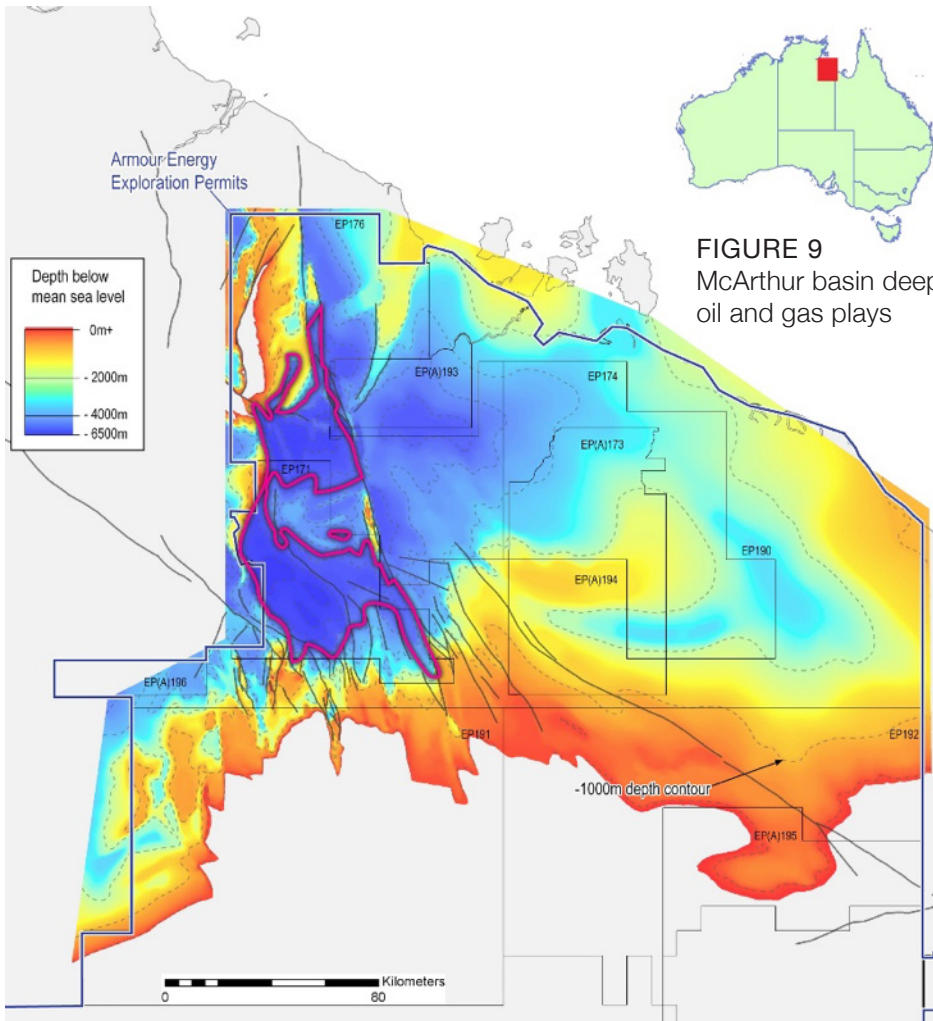 Armour Energy
Exploration Permits
EP176
FIGURE 9
McArthur basin deep
oil and gas plays
Depth below
mean sea level
0m+
- 2000m
- 4000m
- 6500m
EP(A)193
EP174
EP(A)173
EP171
EP190
EP(A)194
EP(A)196
EP191
EP192
-1000m depth contour
EP(A)195
Kilometers
0
80